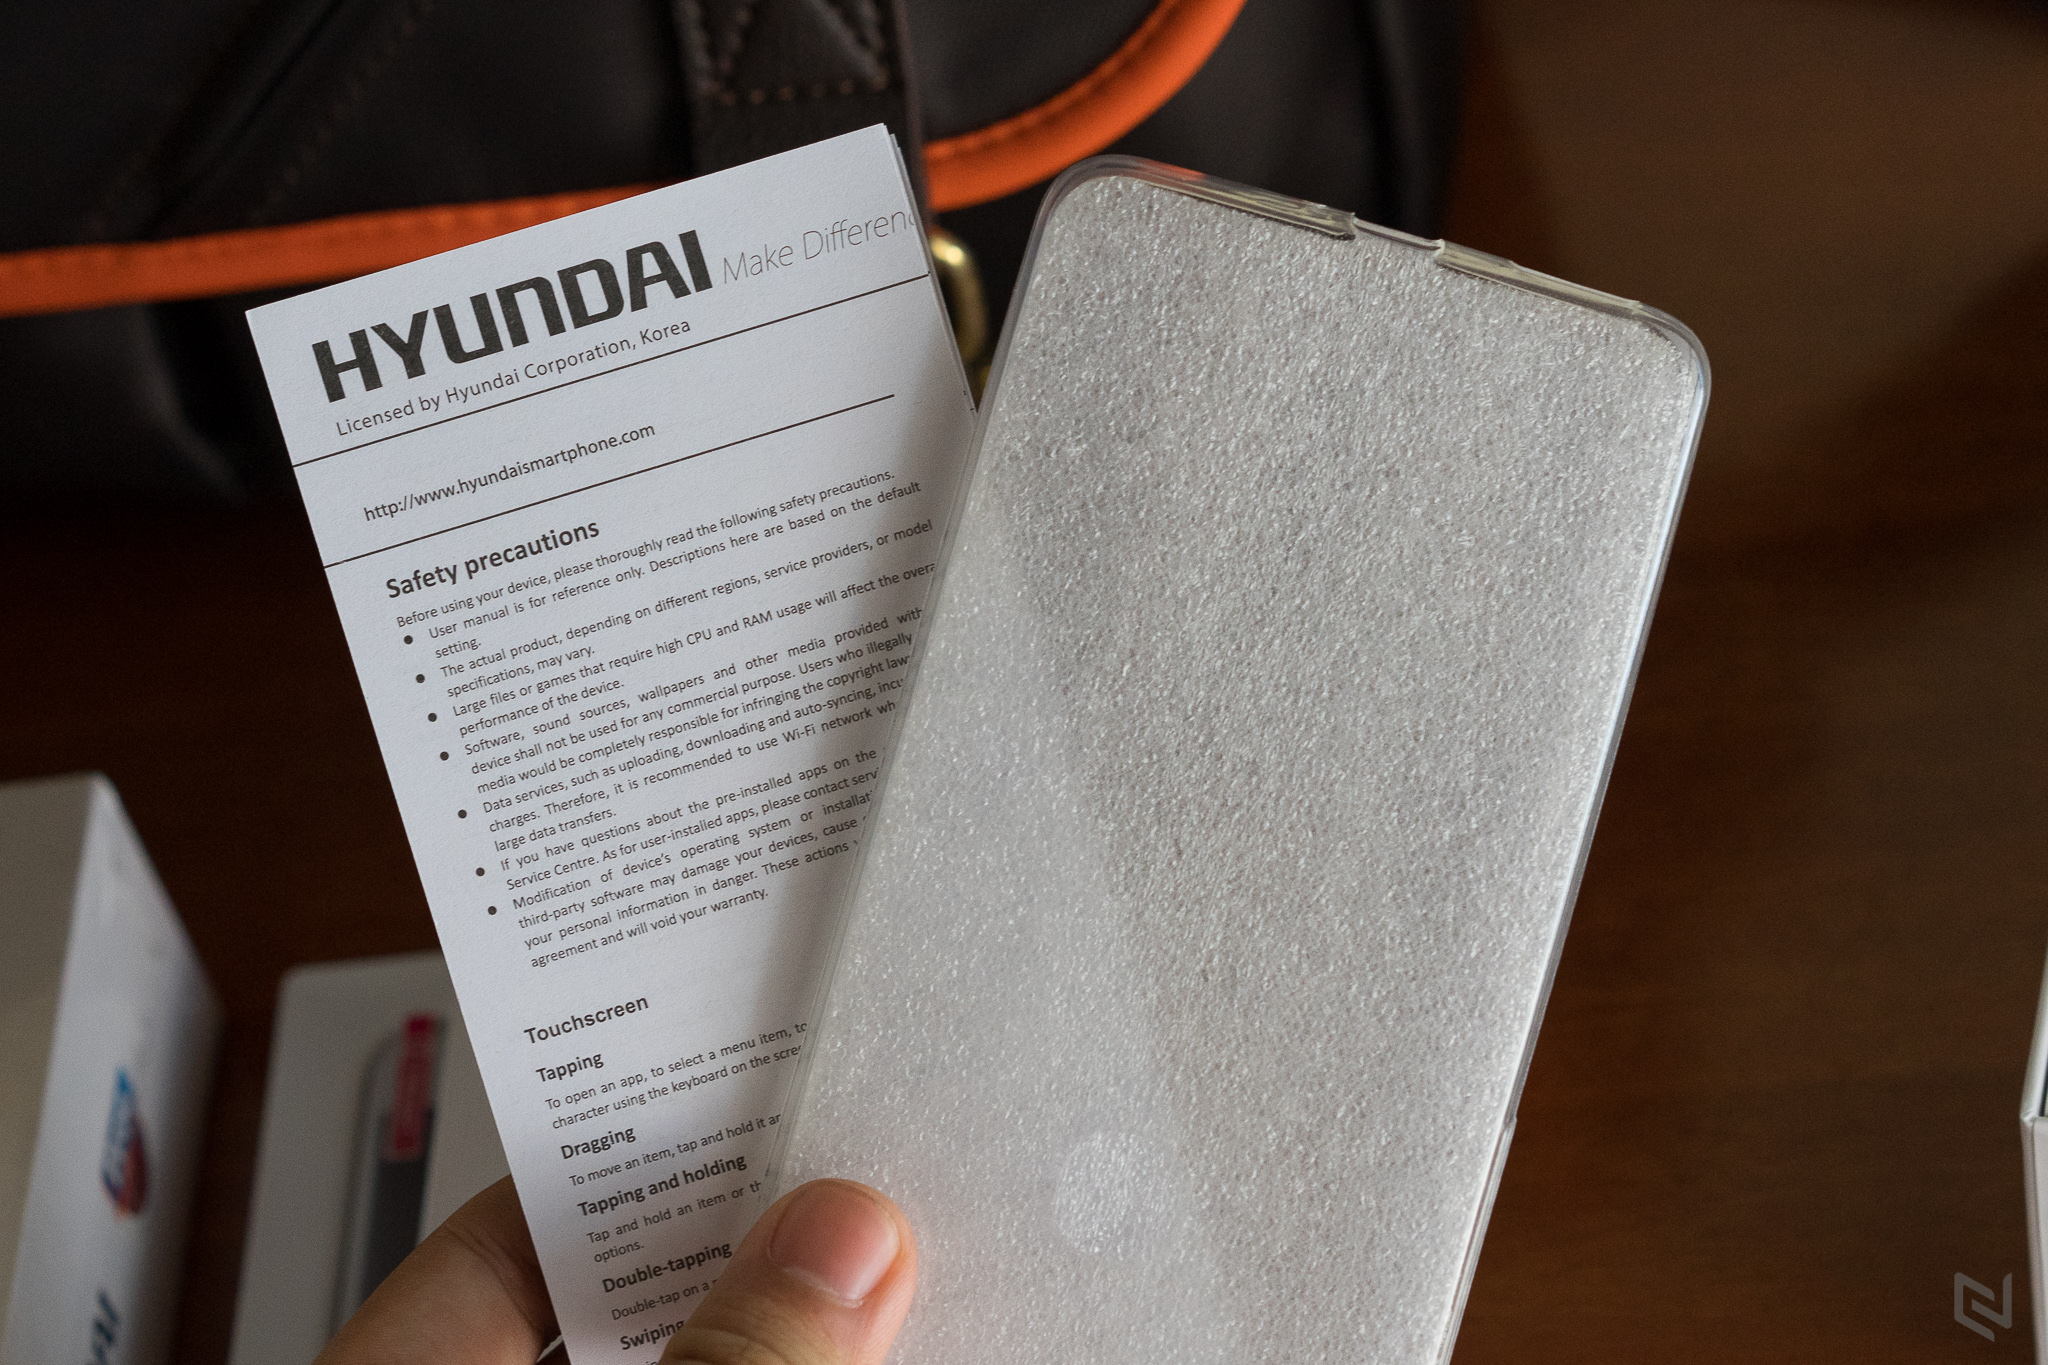 HYUNDAI Make Differen
Licensed by Hyundai Corporation, Korea
http://www.hyundaismartphone.com
Safety precautions
Before using your device, please thoroughly read the following safety precautions.
● User manual is for reference only. Descriptions here are based on the default
setting.
● The actual product, depending on different regions, service providers, or model
specifications, may vary.
● Large files or games that require high CPU and RAM usage will affect the overa
performance of the device.
● Software, sound sources, wallpapers and other media provided with
device shall not be used for any commercial purpose. Users who illegally
media would be completely responsible for infringing the copyright law
● Data services, such as uploading, downloading and auto-syncing, incu
charges. Therefore, it is recommended to use Wi-Fi network wh
large data transfers.
● If you have questions about the pre-installed apps on the
Service Centre. As for user-installed apps, please contact servi
● Modification of device's operating system or installati
third-party software may damage your devices, cause
your personal information in danger. These actions
agreement and will void your warranty.
Touchscreen
Tapping
To open an app, to select a menu item, to
character using the keyboard on the scree
Dragging
To move an item, tap and hold it an
Tapping and holding
Tap and hold an item or th
options.
Double-tapping
Double-tap on a
Swiping